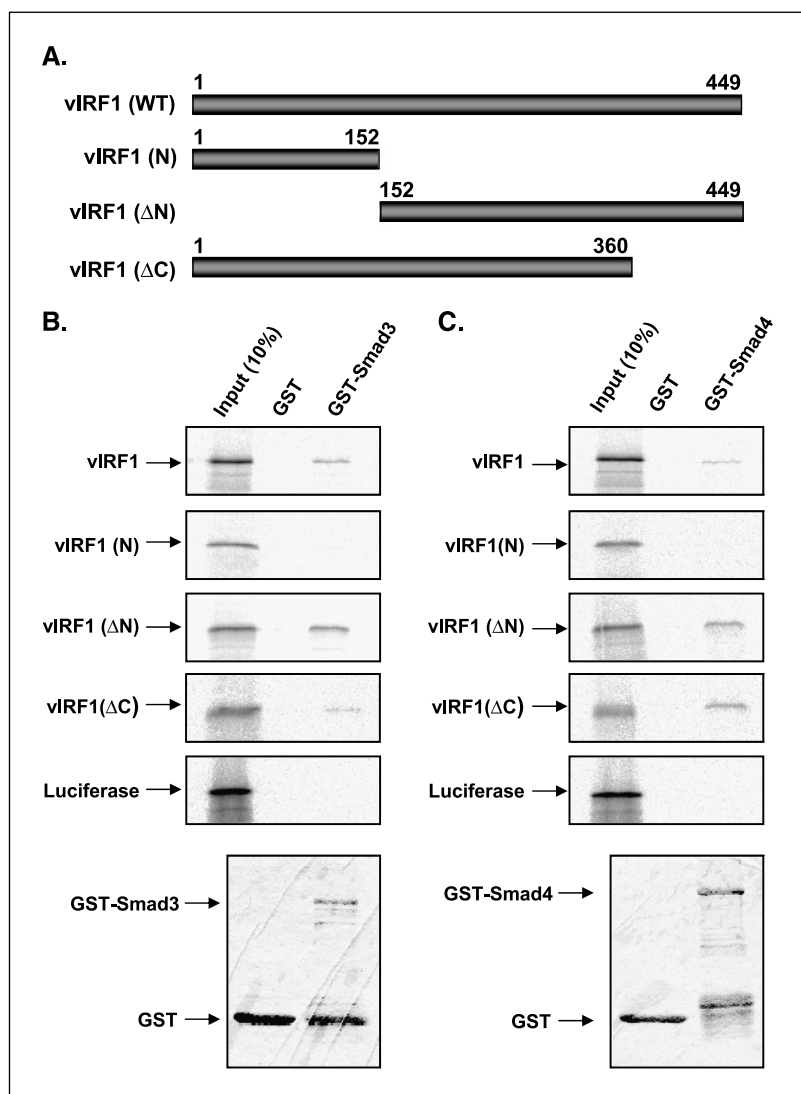 A.
1 449
vIRF1 (WT)
1 152
vIRF1 (N)
152 449
vIRF1 (ΔN)
1 360
vIRF1 (ΔC)
B.
Input (10%)
GST
GST-Smad3
vIRF1
vIRF1 (N)
vIRF1 (ΔN)
vIRF1(ΔC)
Luciferase
GST-Smad3
GST
C.
Input (10%)
GST
GST-Smad4
vIRF1
vIRF1(N)
vIRF1 (ΔN)
vIRF1(ΔC)
Luciferase
GST-Smad4
GST